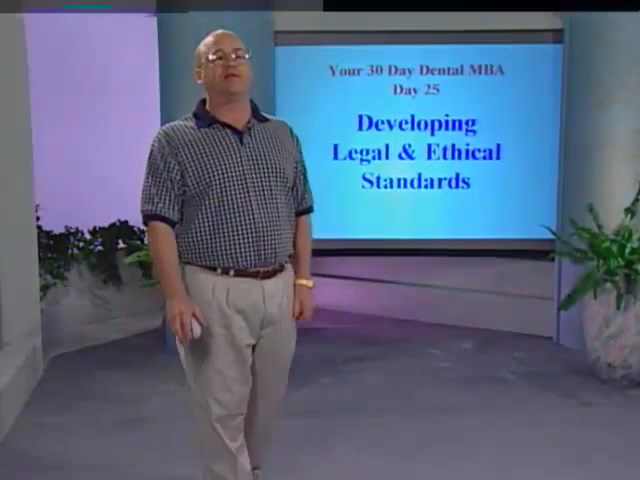 Your 30 Day Dental MBA
Day 25
Developing
Legal & Ethical
Standards